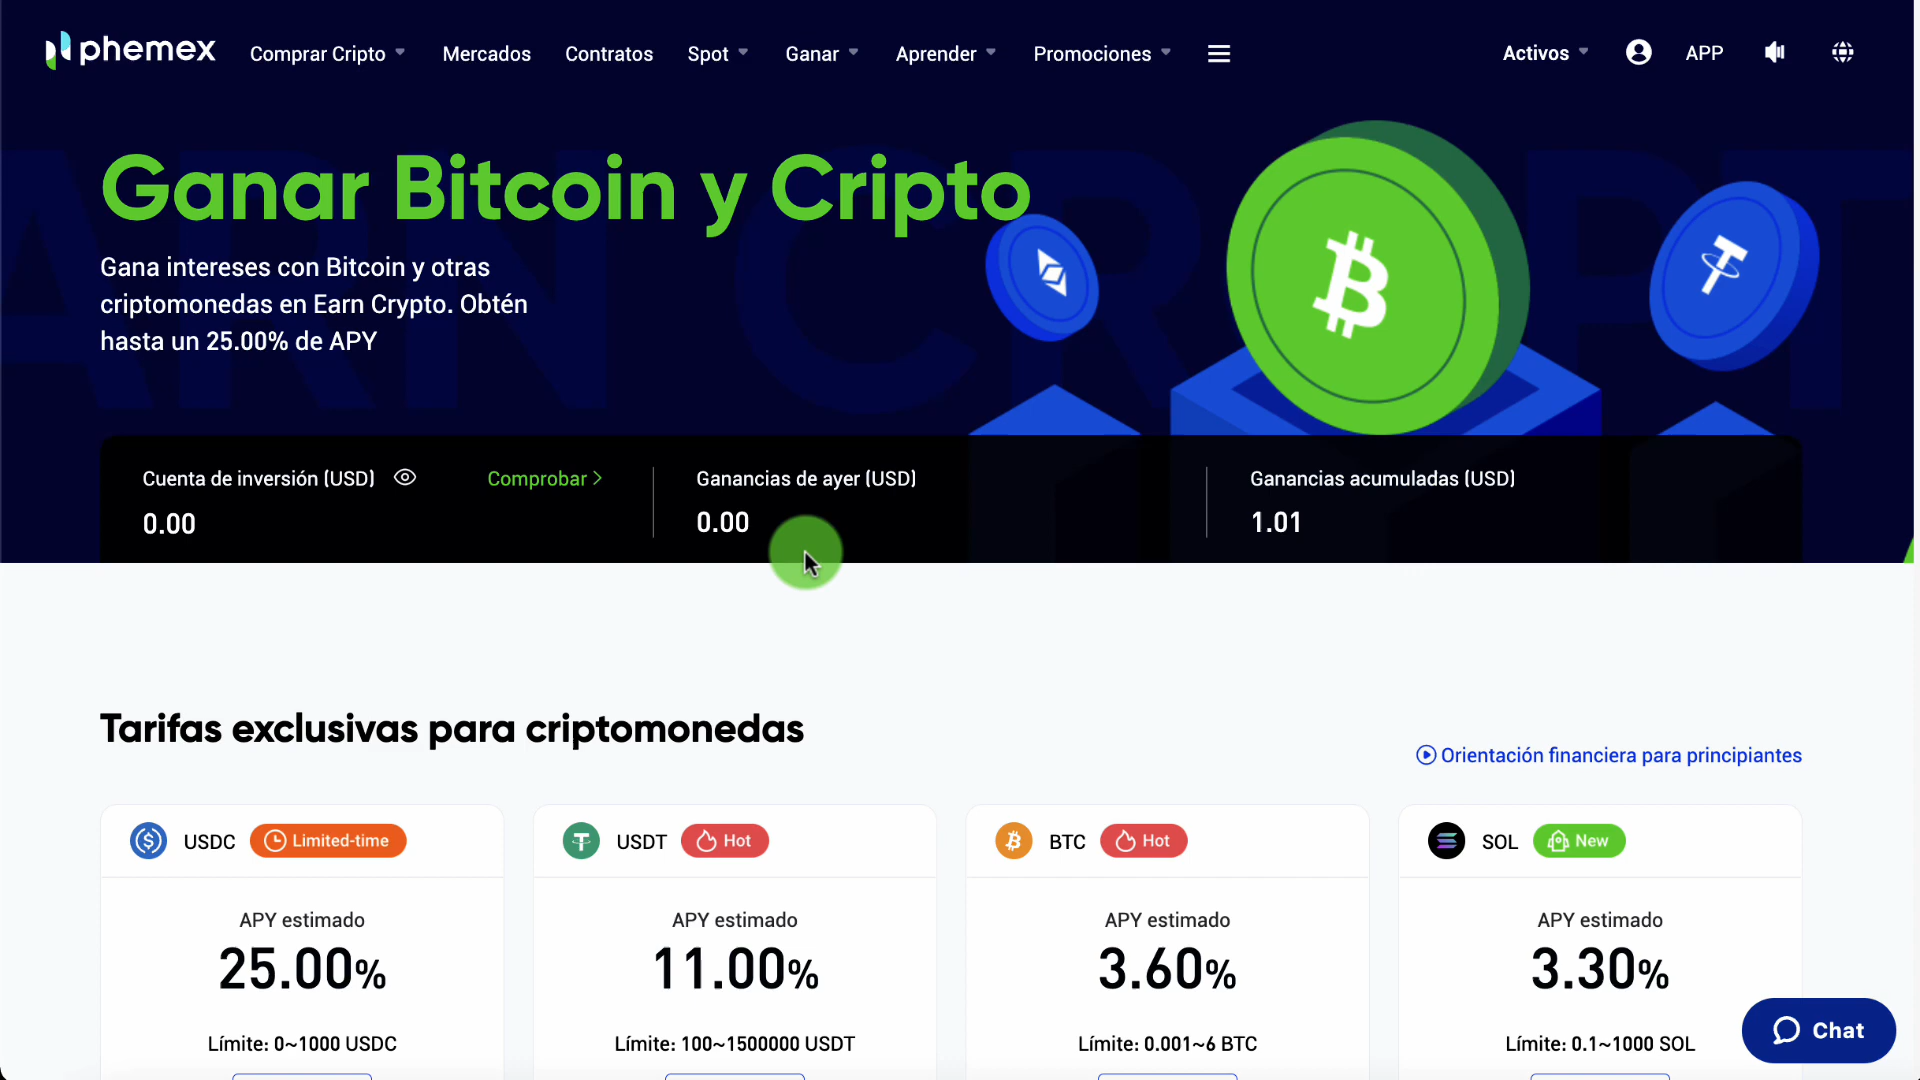 phemex
Comprar Cripto Mercados Contratos Spot Ganar Aprender Promociones
Activos APP
Ganar Bitcoin y Cripto
Gana intereses con Bitcoin y otras
criptomonedas en Earn Crypto. Obtén
hasta un 25.00% de APY
Cuenta de inversión (USD) Comprobar >
0.00
Ganancias de ayer (USD)
0.00
Ganancias acumuladas (USD)
1.01
Tarifas exclusivas para criptomonedas
Orientación financiera para principiantes
USDC Limited-time
APY estimado
25.00%
Límite: 0~1000 USDC
USDT Hot
APY estimado
11.00%
Límite: 100~1500000 USDT
BTC Hot
APY estimado
3.60%
Límite: 0.001~6 BTC
SOL New
APY estimado
3.30%
Límite: 0.1~1000 SOL
Chat